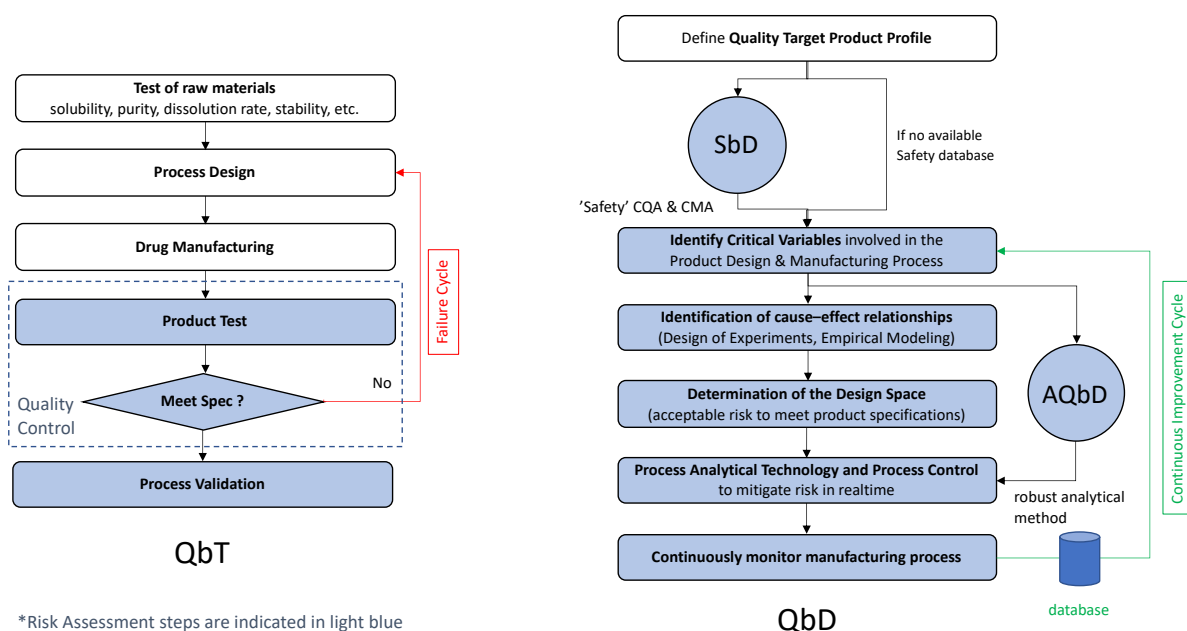 Test of raw materials
solubility, purity, dissolution rate, stability, etc.
Process Design
Drug Manufacturing
Product Test
Meet Spec ?
No
Quality
Control
Failure Cycle
Process Validation
QbT
*Risk Assessment steps are indicated in light blue
Define Quality Target Product Profile
SbD
If no available
Safety database
’Safety’ CQA & CMA
Identify Critical Variables involved in the
Product Design & Manufacturing Process
Identification of cause–effect relationships
(Design of Experiments, Empirical Modeling)
Determination of the Design Space
(acceptable risk to meet product specifications)
AQbD
Process Analytical Technology and Process Control
to mitigate risk in realtime
robust analytical
method
Continuously monitor manufacturing process
Continuous Improvement Cycle
database
QbD